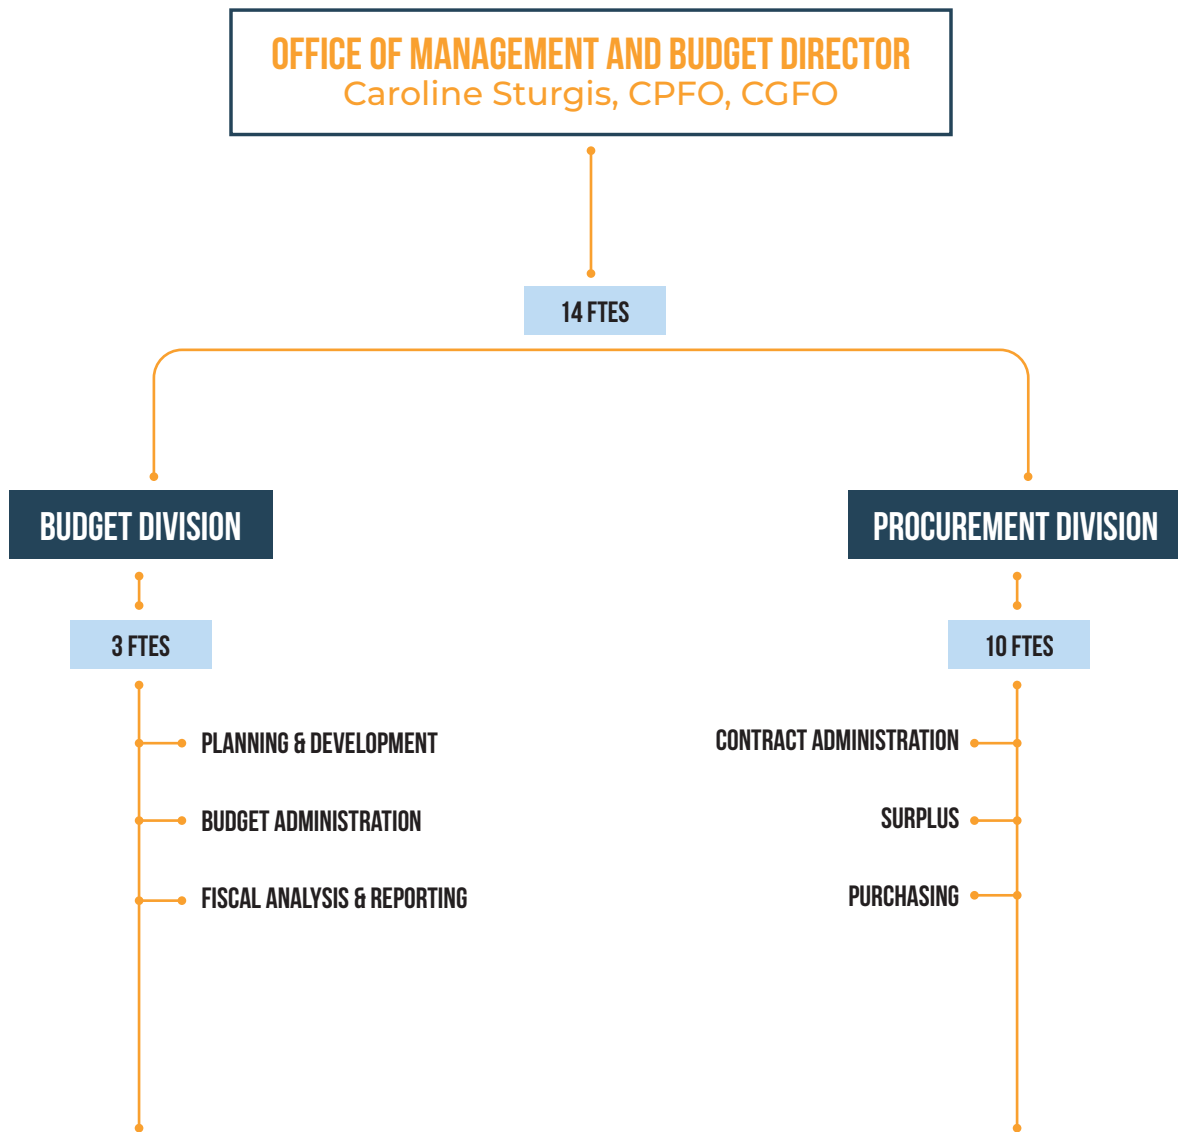 OFFICE OF MANAGEMENT AND BUDGET DIRECTOR
Caroline Sturgis, CPFO, CGFO
14 FTES
BUDGET DIVISION
PROCUREMENT DIVISION
3 FTES
10 FTES
PLANNING & DEVELOPMENT
CONTRACT ADMINISTRATION
BUDGET ADMINISTRATION
SURPLUS
FISCAL ANALYSIS & REPORTING
PURCHASING